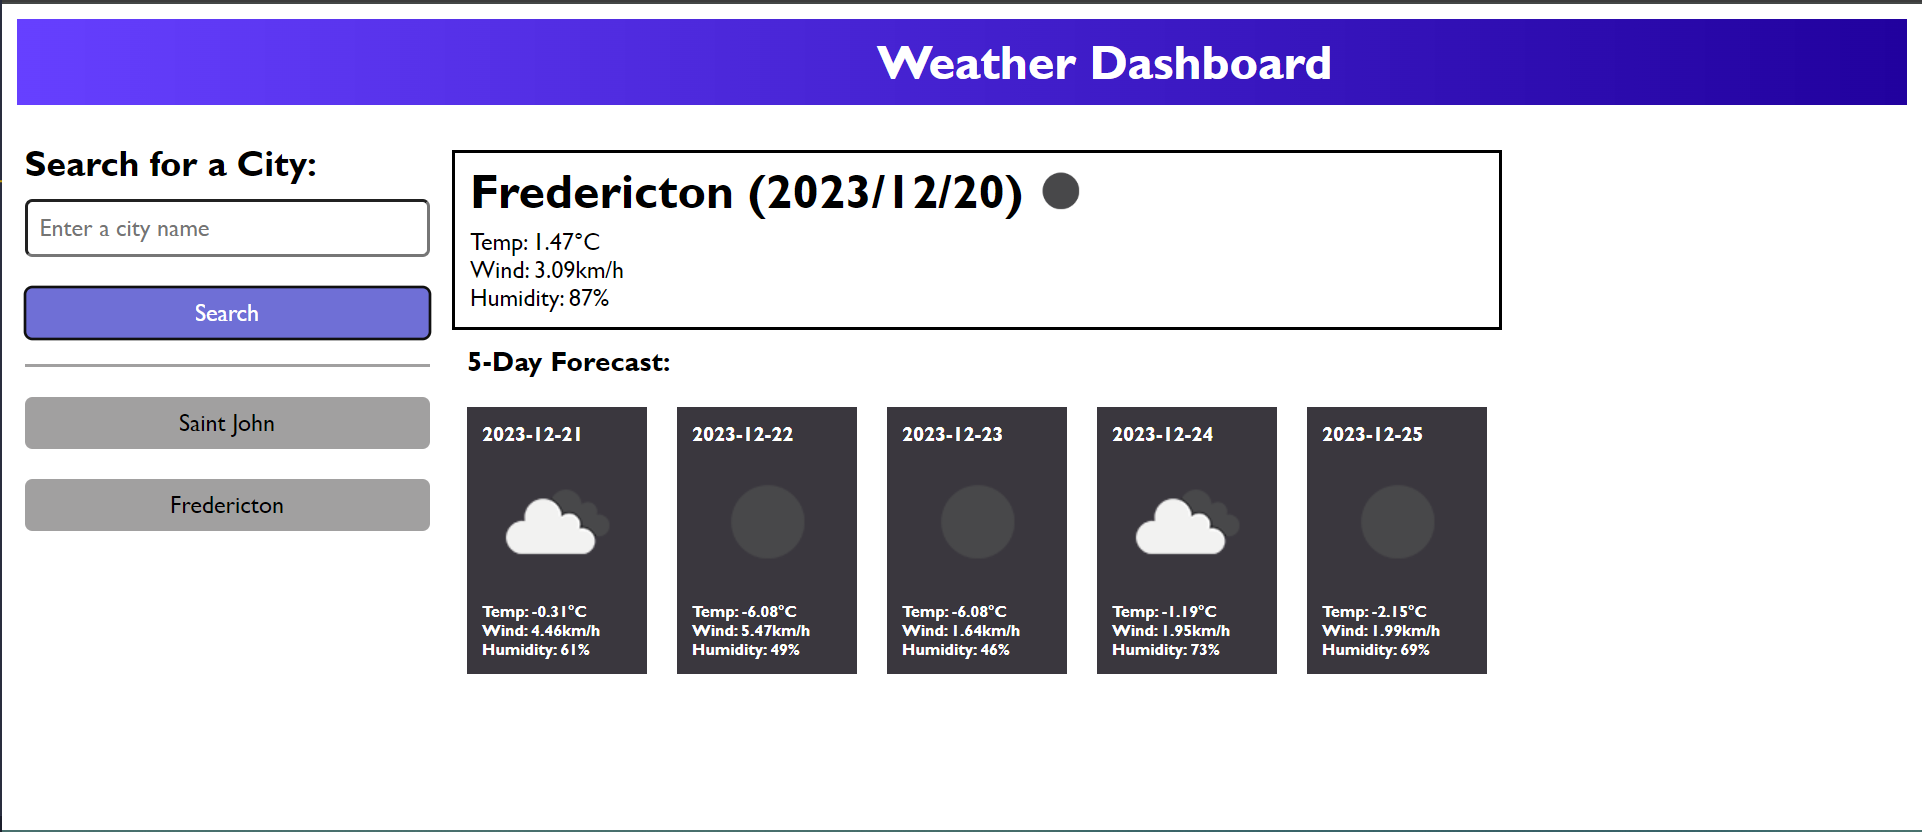 Weather Dashboard
Search for a City:
Enter a city name
Search
Saint John
Fredericton
Fredericton (2023/12/20)
Temp: 1.47°C
Wind: 3.09km/h
Humidity: 87%
5-Day Forecast:
2023-12-21
Temp: -0.31°C
Wind: 4.46km/h
Humidity: 61%
2023-12-22
Temp: -6.08°C
Wind: 5.47km/h
Humidity: 49%
2023-12-23
Temp: -6.08°C
Wind: 1.64km/h
Humidity: 46%
2023-12-24
Temp: -1.19°C
Wind: 1.95km/h
Humidity: 73%
2023-12-25
Temp: -2.15°C
Wind: 1.99km/h
Humidity: 69%